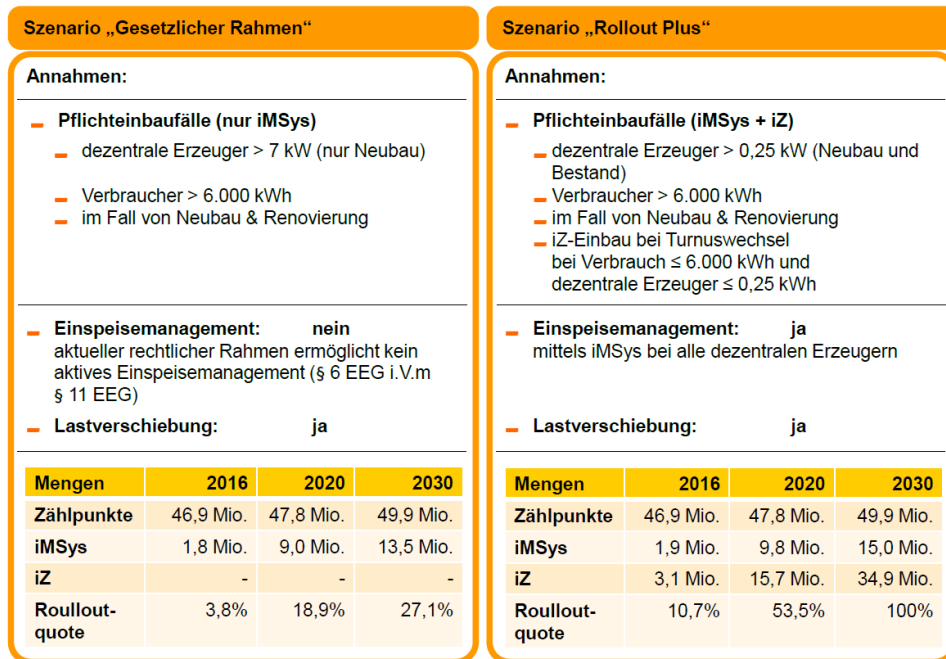 Szenario „Gesetzlicher Rahmen“
Annahmen:
– Pflichteinbaufälle (nur iMSys)
– dezentrale Erzeuger > 7 kW (nur Neubau)
– Verbraucher > 6.000 kWh
– im Fall von Neubau & Renovierung
– Einspeisemanagement: nein
aktueller rechtlicher Rahmen ermöglicht kein
aktives Einspeisemanagement (§ 6 EEG i.V.m
§ 11 EEG)
– Lastverschiebung: ja
Mengen 2016 2020 2030
Zählpunkte 46,9 Mio. 47,8 Mio. 49,9 Mio.
iMSys 1,8 Mio. 9,0 Mio. 13,5 Mio.
iZ - - -
Roullout-
quote 3,8% 18,9% 27,1%
Szenario „Rollout Plus“
Annahmen:
– Pflichteinbaufälle (iMSys + iZ)
– dezentrale Erzeuger > 0,25 kW (Neubau und
Bestand)
– Verbraucher > 6.000 kWh
– im Fall von Neubau & Renovierung
– iZ-Einbau bei Turnuswechsel
bei Verbrauch ≤ 6.000 kWh und
dezentrale Erzeuger ≤ 0,25 kWh
– Einspeisemanagement: ja
mittels iMSys bei alle dezentralen Erzeugern
– Lastverschiebung: ja
Mengen 2016 2020 2030
Zählpunkte 46,9 Mio. 47,8 Mio. 49,9 Mio.
iMSys 1,9 Mio. 9,8 Mio. 15,0 Mio.
iZ 3,1 Mio. 15,7 Mio. 34,9 Mio.
Roullout-
quote 10,7% 53,5% 100%